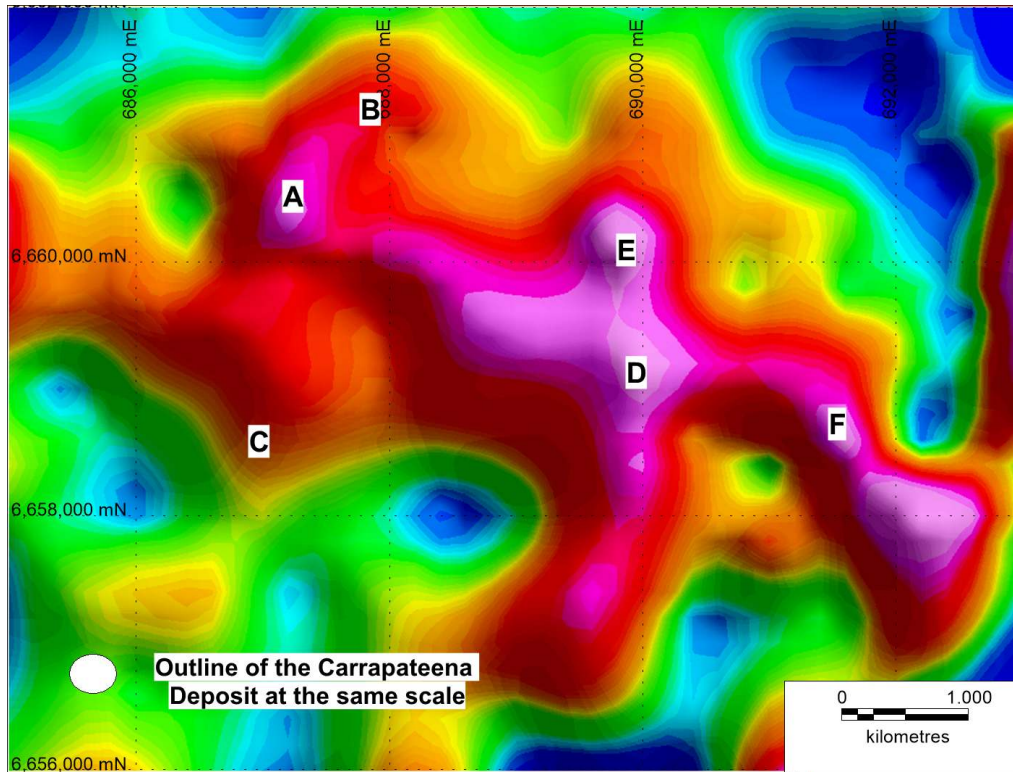 686,000 mE
688,000 mE
690,000 mE
692,000 mE
B
A
E
6,660,000 mN
D
F
C
6,658,000 mN
Outline of the Carrapateena
Deposit at the same scale
0 1.000
kilometres
6,656,000 mN